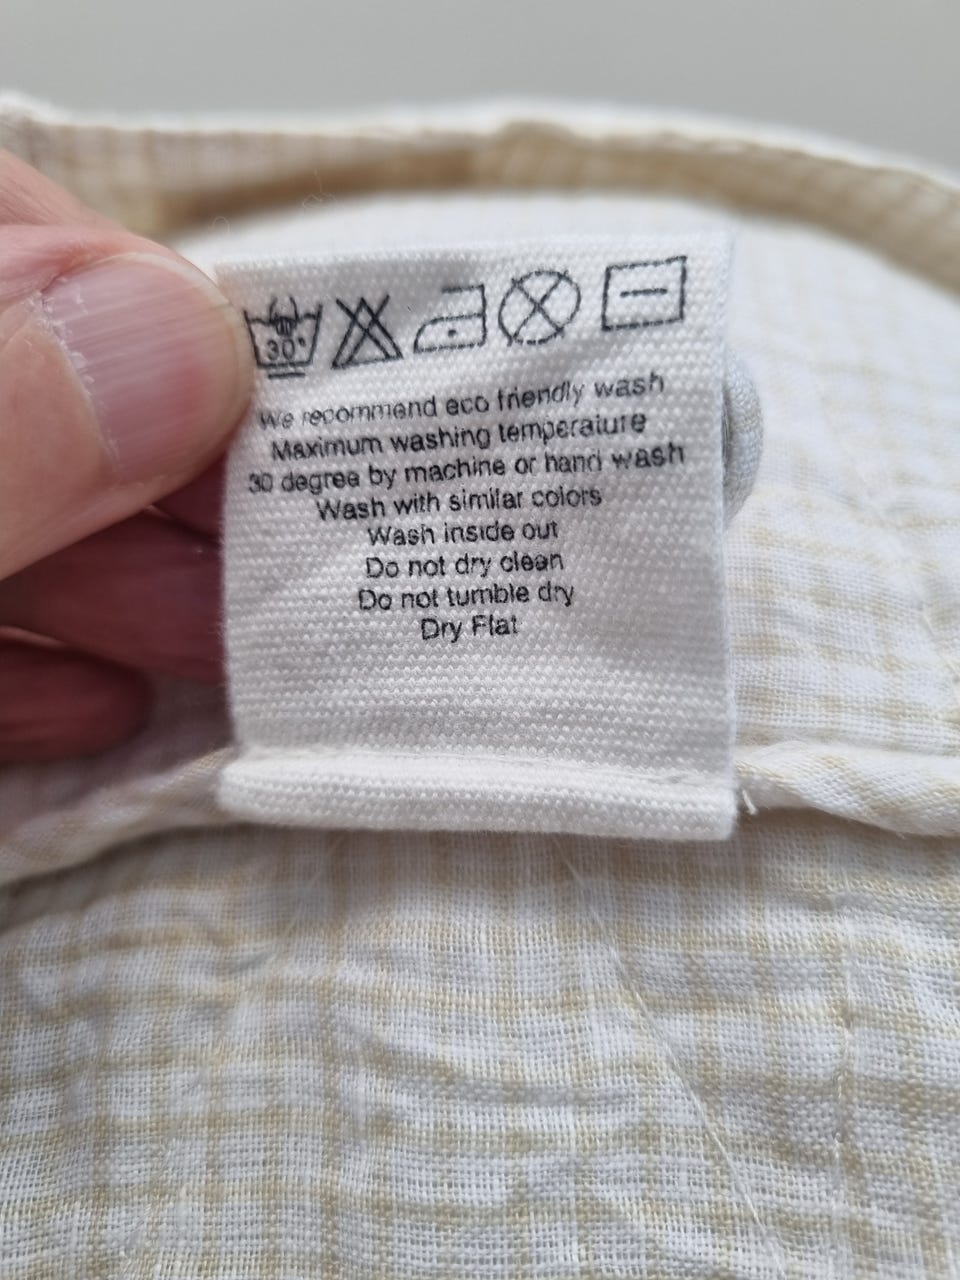 30°
We recommend eco friendly wash
Maximum washing temperature
30 degree by machine or hand wash
Wash with similar colors
Wash inside out
Do not dry clean
Do not tumble dry
Dry Flat